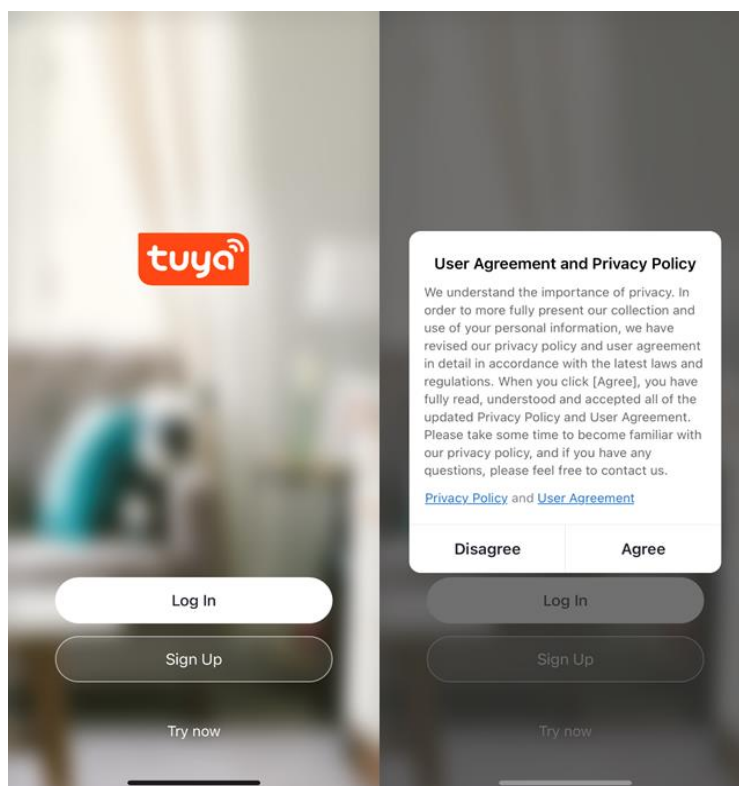 tuya
Log In
Sign Up
Try now
User Agreement and Privacy Policy
We understand the importance of privacy. In
order to more fully present our collection and
use of your personal information, we have
revised our privacy policy and user agreement
in detail in accordance with the latest laws and
regulations. When you click [Agree], you have
fully read, understood and accepted all of the
updated Privacy Policy and User Agreement.
Please take some time to become familiar with
our privacy policy, and if you have any
questions, please feel free to contact us.
Privacy Policy and User Agreement
Disagree Agree
Log In
Sign Up
Try now